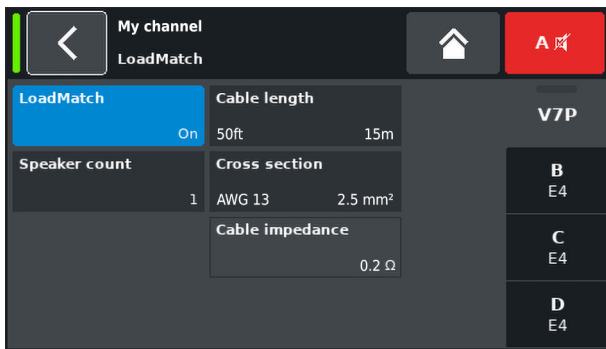 My channel
LoadMatch
A
LoadMatch
On
Cable length
50ft 15m
V7P
Speaker count
1
Cross section
AWG 13 2.5 mm²
B
E4
Cable impedance
0.2 Ω
C
E4
D
E4